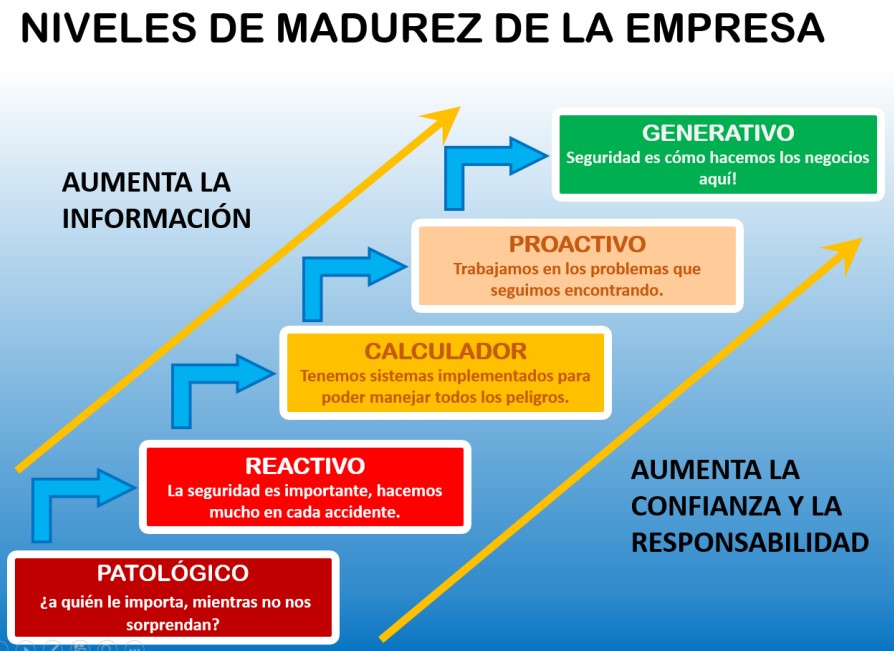 NIVELES DE MADUREZ DE LA EMPRESA
AUMENTA LA
INFORMACIÓN
GENERATIVO
Seguridad es cómo hacemos los negocios
aquí!
PROACTIVO
Trabajamos en los problemas que
seguimos encontrando.
CALCULADOR
Tenemos sistemas implementados para
poder manejar todos los peligros.
REACTIVO
La seguridad es importante, hacemos
mucho en cada accidente.
AUMENTA LA
CONFIANZA Y LA
RESPONSABILIDAD
PATOLÓGICO
¿a quién le importa, mientras no nos
sorprendan?